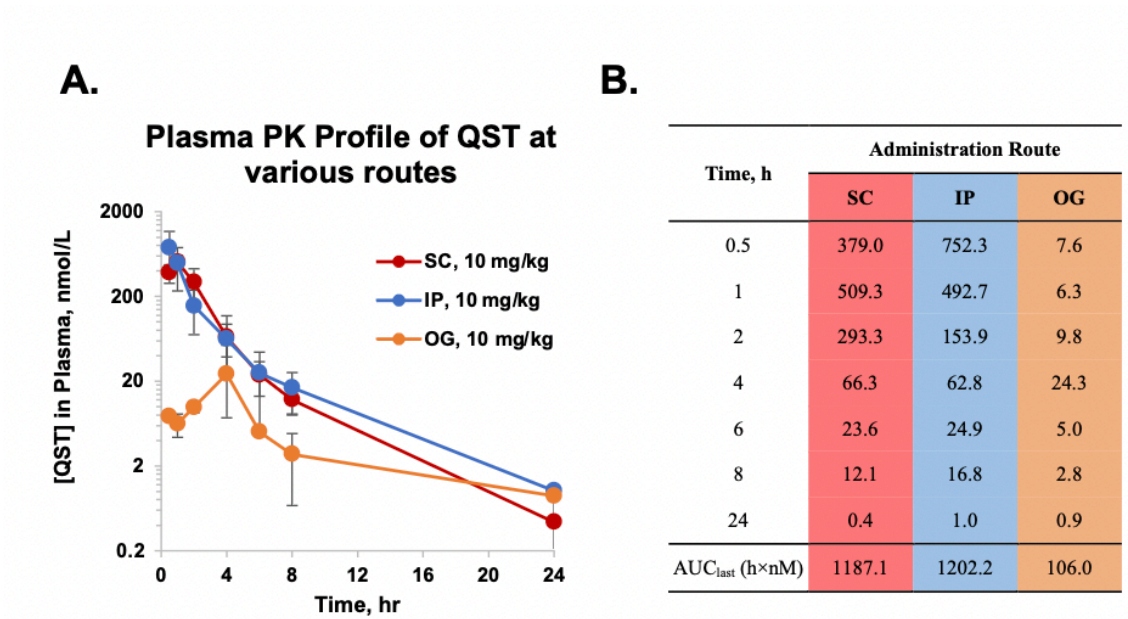 A.
Plasma PK Profile of QST at
various routes
[QST] in Plasma, nmol/L
2000
200
20
2
0.2
SC, 10 mg/kg
IP, 10 mg/kg
OG, 10 mg/kg
0 4 8 12 16 20 24
Time, hr
B.
Time, h Administration Route
SC IP OG
0.5 379.0 752.3 7.6
1 509.3 492.7 6.3
2 293.3 153.9 9.8
4 66.3 62.8 24.3
6 23.6 24.9 5.0
8 12.1 16.8 2.8
24 0.4 1.0 0.9
AUClast (h×nM) 1187.1 1202.2 106.0